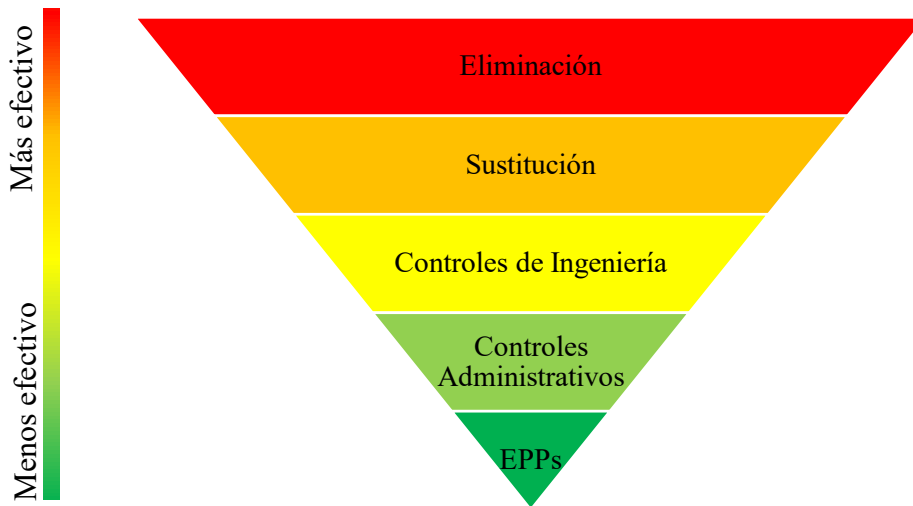 Más efectivo
Menos efectivo
Eliminación
Sustitución
Controles de Ingeniería
Controles
Administrativos
EPPs